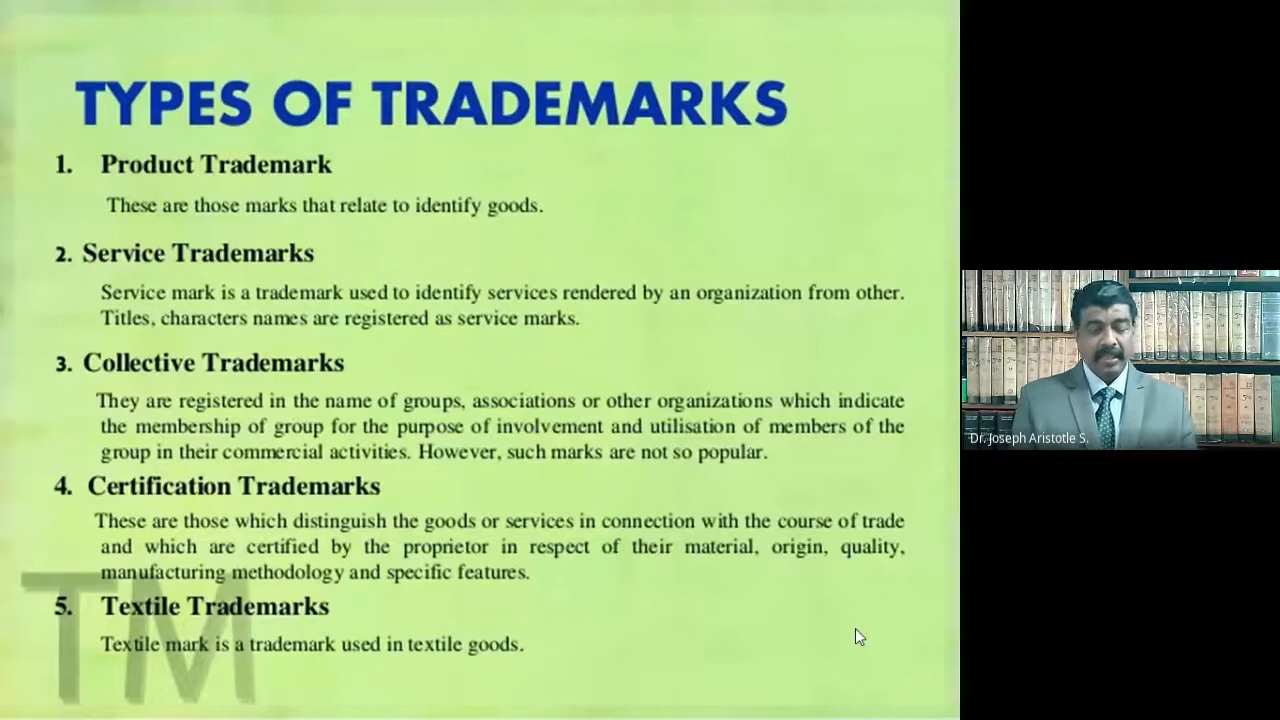 TYPES OF TRADEMARKS
1. Product Trademark
These are those marks that relate to identify goods.
2. Service Trademarks
Service mark is a trademark used to identify services rendered by an organization from other.
Titles, characters names are registered as service marks.
3. Collective Trademarks
They are registered in the name of groups, associations or other organizations which indicate
the membership of group for the purpose of involvement and utilisation of members of the
group in their commercial activities. However, such marks are not so popular.
4. Certification Trademarks
These are those which distinguish the goods or services in connection with the course of trade
and which are certified by the proprietor in respect of their material, origin, quality,
manufacturing methodology and specific features.
5. Textile Trademarks
Textile mark is a trademark used in textile goods.
TM
Dr. Joseph Aristotle S.